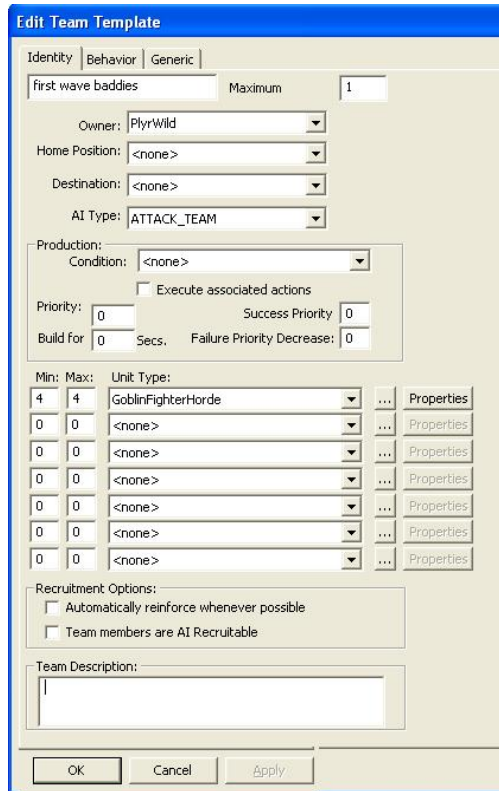 Edit Team Template
Identity Behavior Generic
first wave baddies Maximum 1
Owner: PlyrWild
Home Position: <none>
Destination: <none>
AI Type: ATTACK_TEAM
Production:
Condition: <none>
Execute associated actions
Priority: 0 Success Priority 0
Build for 0 Secs. Failure Priority Decrease: 0
Min: Max: Unit Type:
4 4 GoblinFighterHorde ... Properties
0 0 <none> ... Properties
0 0 <none> ... Properties
0 0 <none> ... Properties
0 0 <none> ... Properties
0 0 <none> ... Properties
0 0 <none> ... Properties
Recruitment Options:
Automatically reinforce whenever possible
Team members are AI Recruitable
Team Description:
OK Cancel Apply